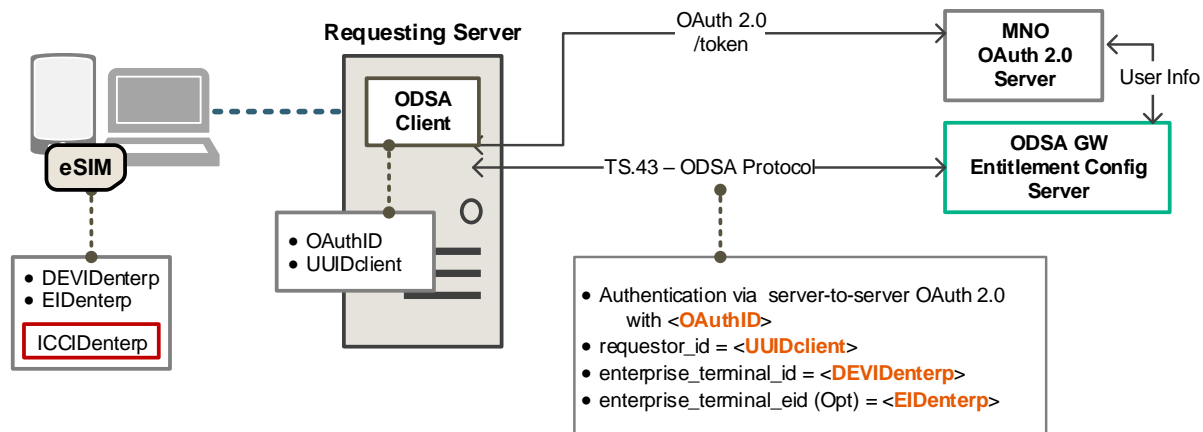 OAuth 2.0
/token
Requesting Server
MNO
OAuth 2.0
Server
User Info
ODSA
Client
eSIM
TS.43 – ODSA Protocol
ODSA GW
Entitlement Config
Server
• OAuthID
• UUIDclient
• DEVIDenterp
• EIDenterp
ICCIDenterp
• Authentication via server-to-server OAuth 2.0
with <OAuthID>
• requestor_id = <UUIDclient>
• enterprise_terminal_id = <DEVIDenterp>
• enterprise_terminal_eid (Opt) = <EIDenterp>